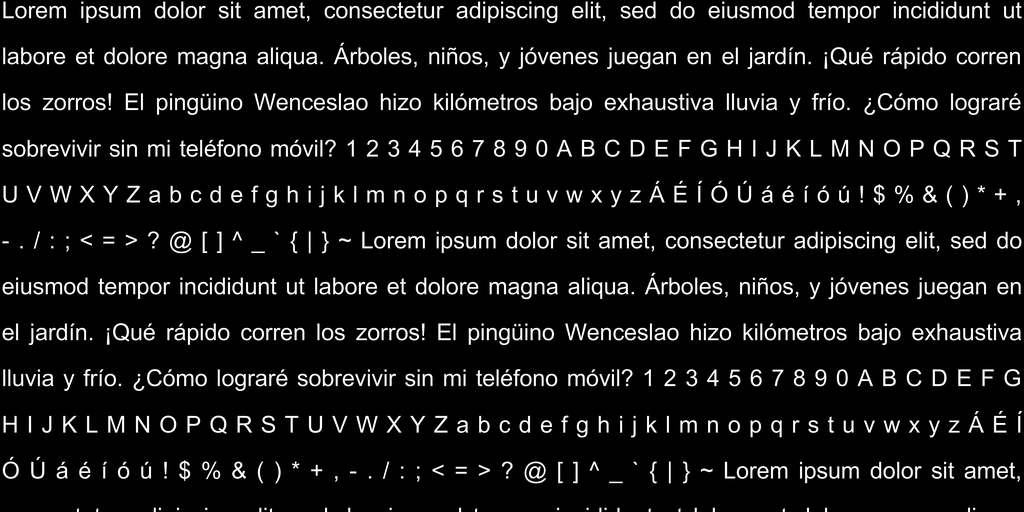 Lorem ipsum dolor sit amet, consectetur adipiscing elit, sed do eiusmod tempor incididunt ut
labore et dolore magna aliqua. Árboles, niños, y jóvenes juegan en el jardín. ¡Qué rápido corren
los zorros! El pingüino Wenceslao hizo kilómetros bajo exhaustiva lluvia y frío. ¿Cómo lograré
sobrevivir sin mi teléfono móvil? 1 2 3 4 5 6 7 8 9 0 A B C D E F G H I J K L M N O P Q R S T
U V W X Y Z a b c d e f g h i j k l m n o p q r s t u v w x y z Á É Í Ó Ú á é í ó ú ! $ % & ( ) * + ,
- . / : ; < = > ? @ [ ] ^ _ ` { | } ~ Lorem ipsum dolor sit amet, consectetur adipiscing elit, sed do
eiusmod tempor incididunt ut labore et dolore magna aliqua. Árboles, niños, y jóvenes juegan en
el jardín. ¡Qué rápido corren los zorros! El pingüino Wenceslao hizo kilómetros bajo exhaustiva
lluvia y frío. ¿Cómo lograré sobrevivir sin mi teléfono móvil? 1 2 3 4 5 6 7 8 9 0 A B C D E F G
H I J K L M N O P Q R S T U V W X Y Z a b c d e f g h i j k l m n o p q r s t u v w x y z Á É Í
Ó Ú á é í ó ú ! $ % & ( ) * + , - . / : ; < = > ? @ [ ] ^ _ ` { | } ~ Lorem ipsum dolor sit amet,